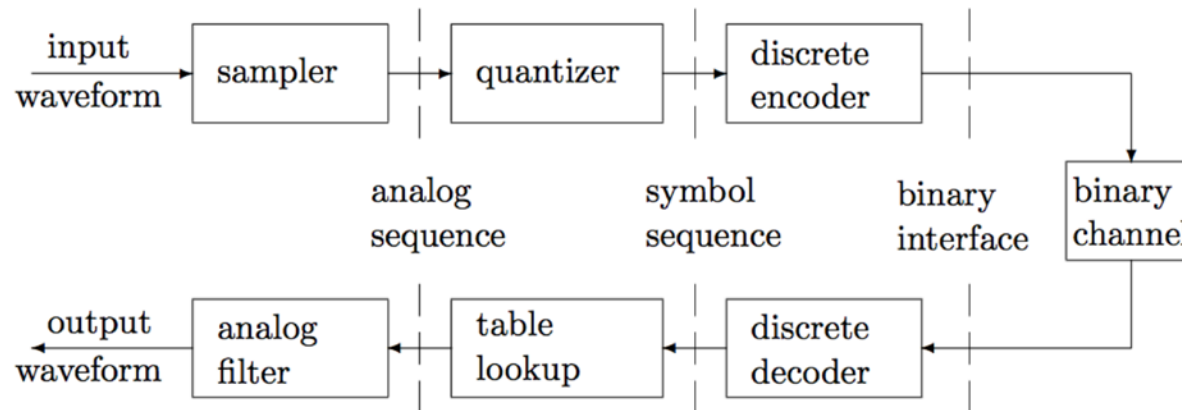 input
waveform
sampler
quantizer
discrete
encoder
analog
sequence
symbol
sequence
binary
interface
binary
channel
output
waveform
analog
filter
table
lookup
discrete
decoder